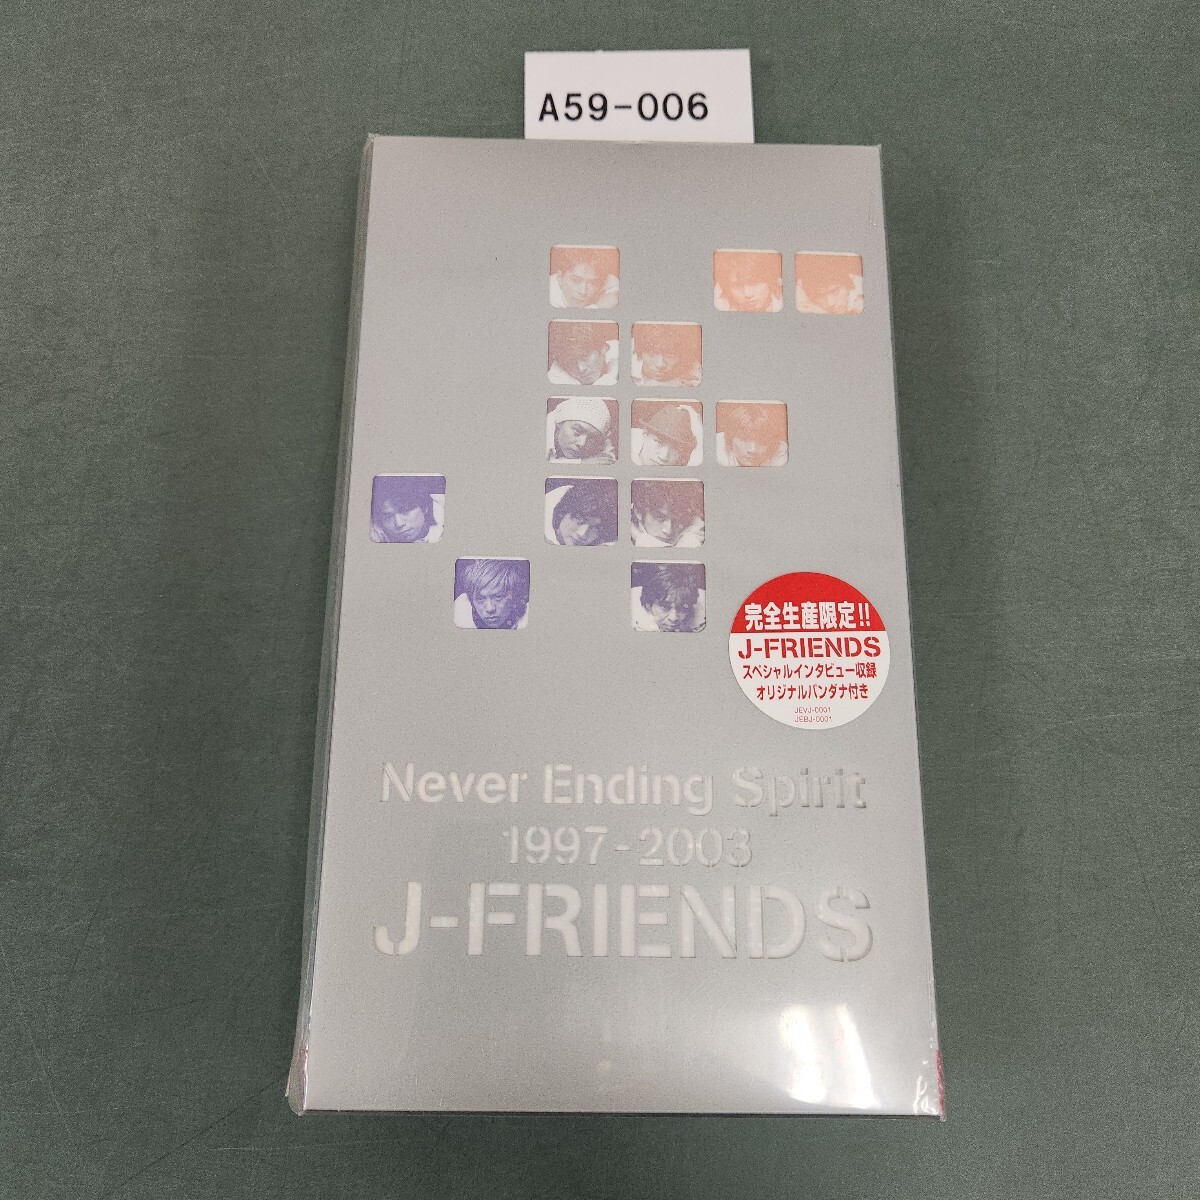 A59-006
完全生産限定!!
J-FRIENDS
スペシャルインタビュー収録
オリジナルバンダナ付き
JEVJ-0001
JEBJ-0001
Never Ending Spirit
1997-2003
J-FRIENDS